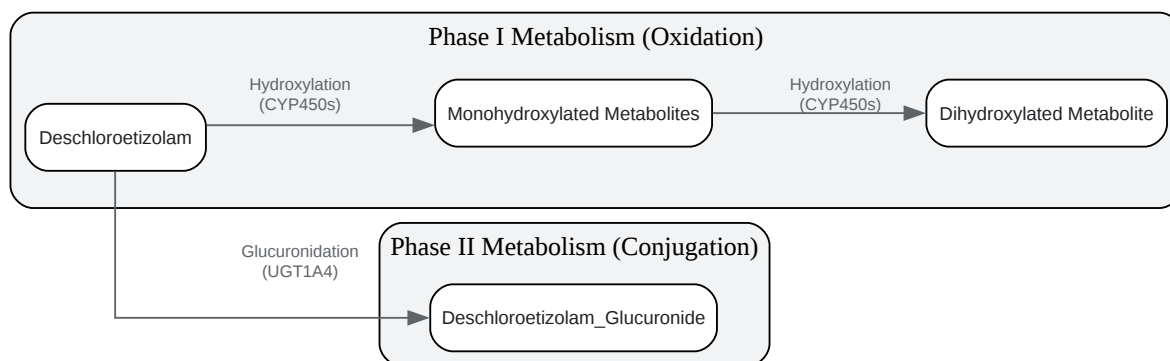 Phase I Metabolism (Oxidation)
Hydroxylation
(CYP450s)
Hydroxylation
(CYP450s)
Deschloroetizolam
Monohydroxylated Metabolites
Dihydroxylated Metabolite
Glucuronidation
(UGT1A4)
Phase II Metabolism (Conjugation)
Deschloroetizolam_Glucuronide